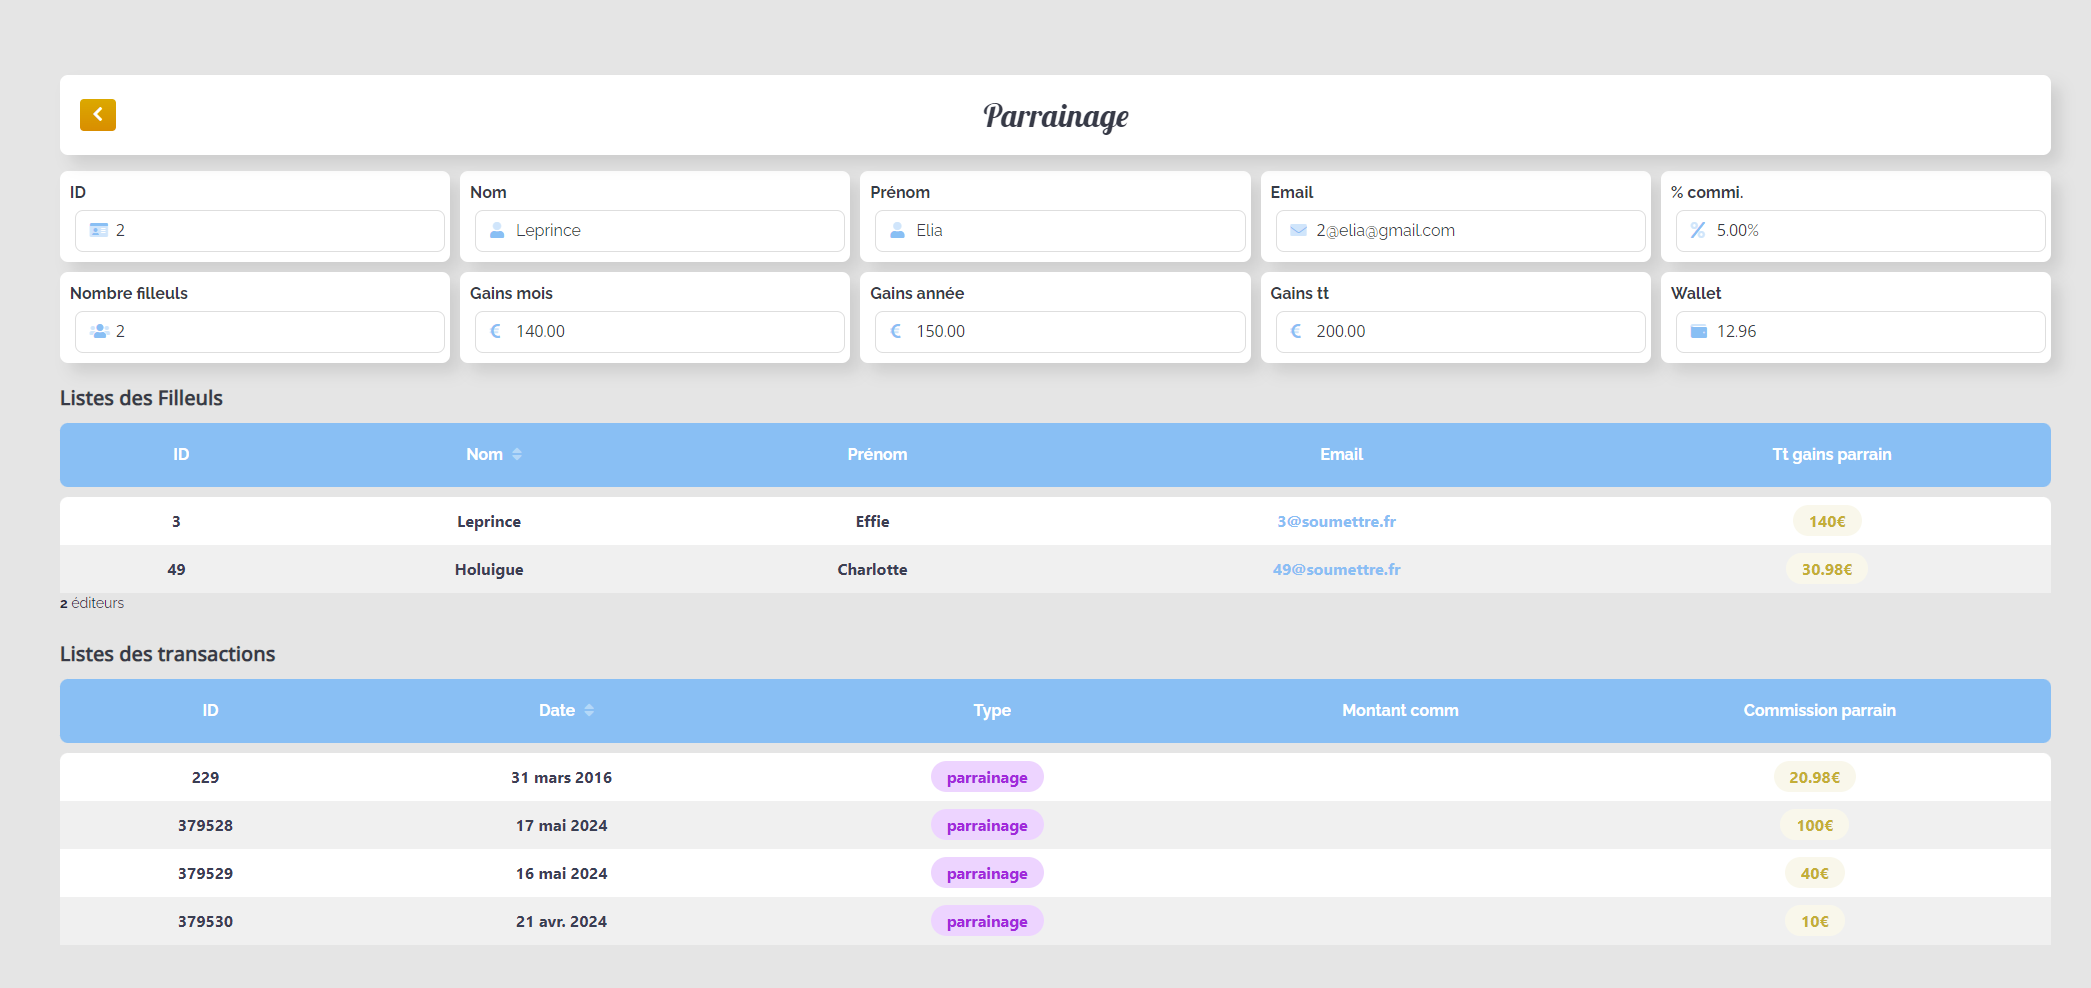 Parrainage
ID Nom Prénom Email % commi.
2 Leprince Elia 2@elia@gmail.com 5.00%
Nombre filleuls Gains mois Gains année Gains tt Wallet
2 € 140.00 € 150.00 € 200.00 12.96
Listes des Filleuls
ID Nom Prénom Email Tt gains parrain
3 Leprince Effie 3@soumettre.fr 140€
49 Holuigue Charlotte 49@soumettre.fr 30.98€
2 éditeurs
Listes des transactions
ID Date Type Montant comm Commission parrain
229 31 mars 2016 parrainage 20.98€
379528 17 mai 2024 parrainage 100€
379529 16 mai 2024 parrainage 40€
379530 21 avr. 2024 parrainage 10€